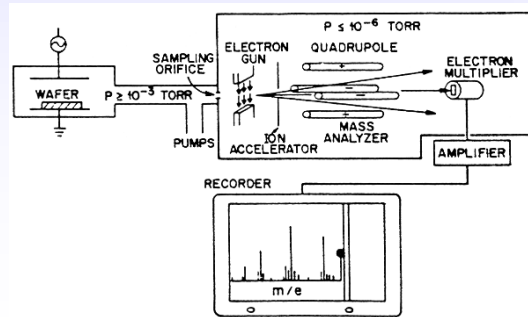 P ≤ 10⁻⁶ TORR
SAMPLING
ORIFICE
ELECTRON
GUN
QUADRUPOLE
ELECTRON
MULTIPLIER
WAFER
P ≥ 10⁻³ TORR
PUMPS
ION
ACCELERATOR
MASS
ANALYZER
AMPLIFIER
RECORDER
m/e